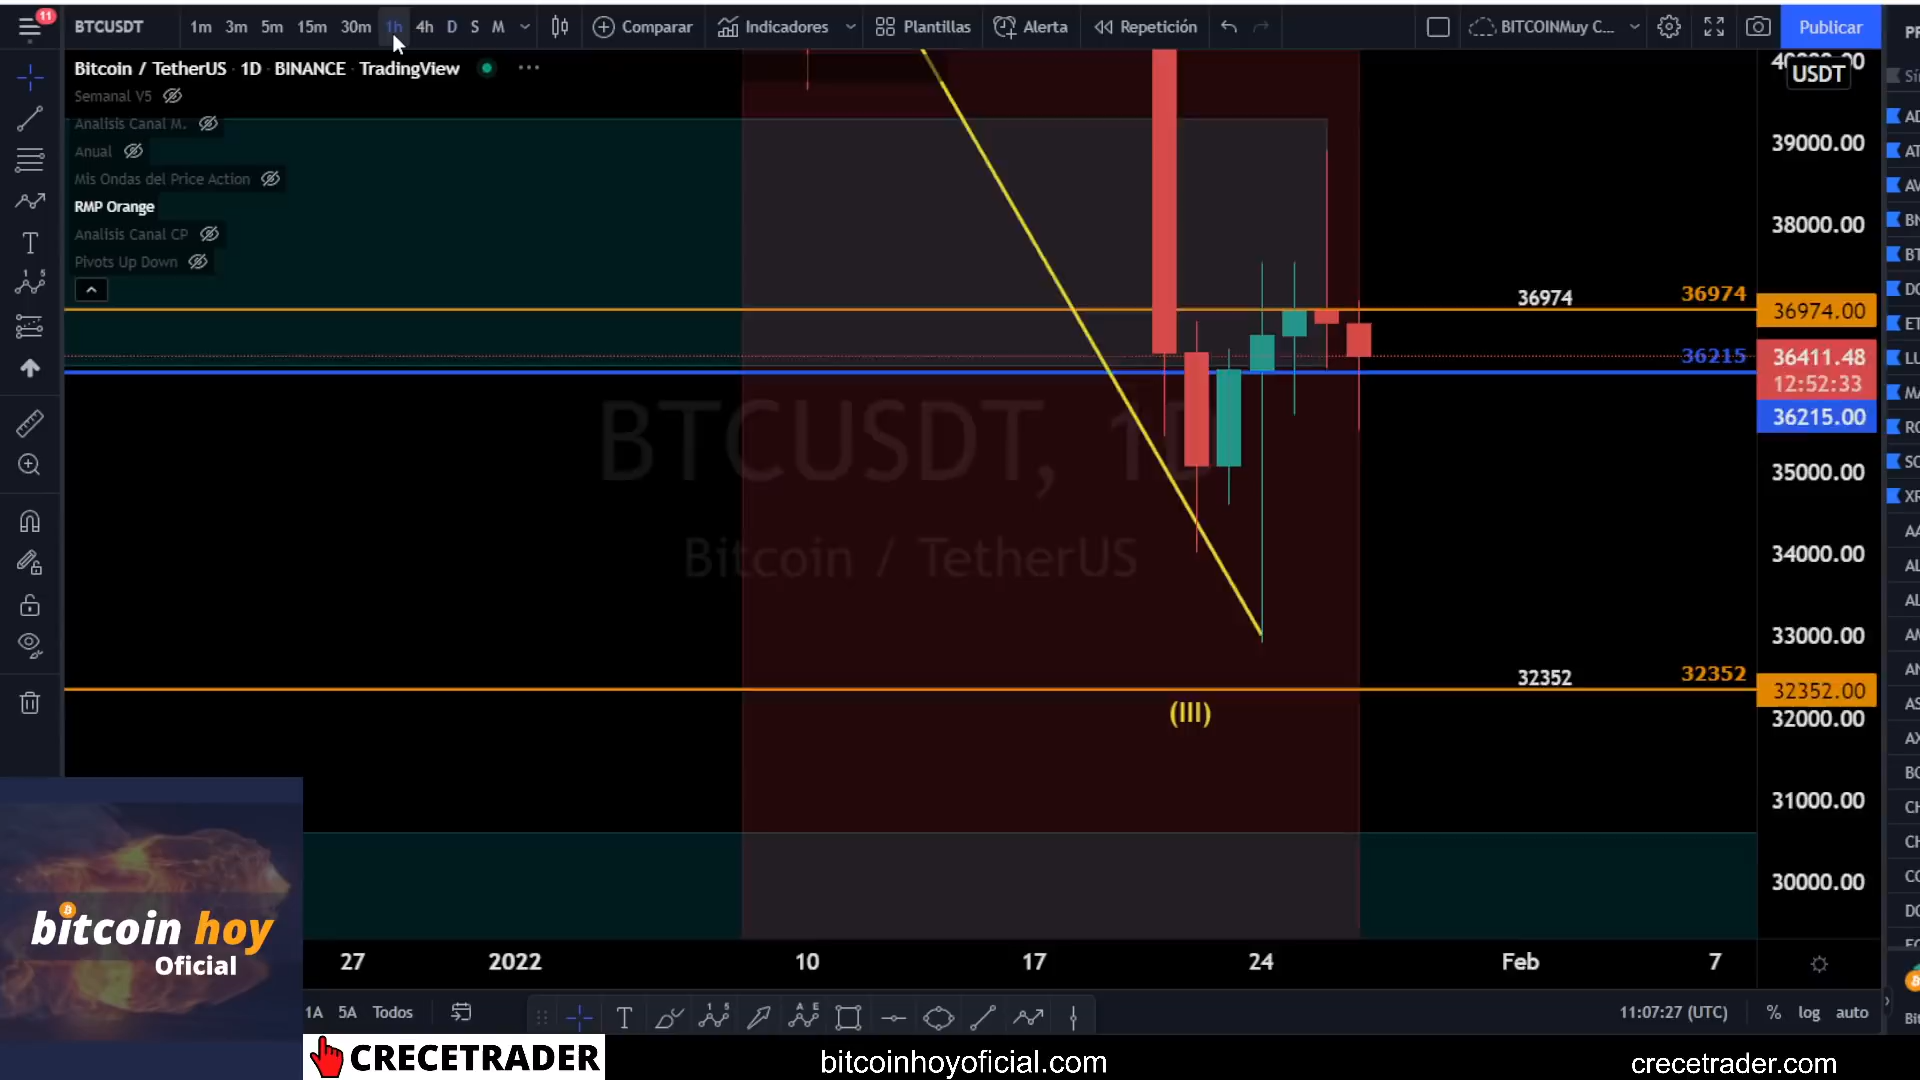 11
BTCUSDT 1m 3m 5m 15m 30m 1h 4h D S M Comparar Indicadores Plantillas Alerta Repetición BITCOINMuy C... Publicar
Bitcoin / TetherUS · 1D · BINANCE · TradingView ···
Semanal V5
Analisis Canal M.
Anual
Mis Ondas del Price Action
RMP Orange
Analisis Canal CP
Pivots Up Down
USDT
39000.00
38000.00
36974 36974 36974.00
36215 36411.48
12:52:33
36215.00
35000.00
34000.00
33000.00
32352 32352 32352.00
32000.00
31000.00
30000.00
(III)
BTCUSDT, 1D
Bitcoin / TetherUS
27 2022 10 17 24 Feb 7
1A 5A Todos 11:07:27 (UTC) % log auto
bitcoin hoy
Oficial
CRECETRADER bitcoinhoyoficial.com crecetrader.com